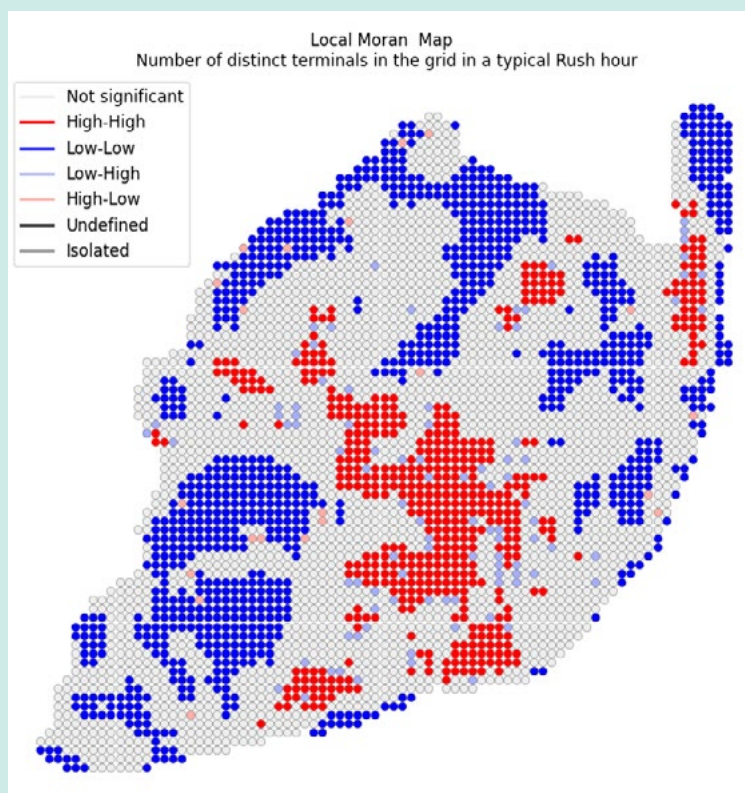 Local Moran Map
Number of distinct terminals in the grid in a typical Rush hour
Not significant
High-High
Low-Low
Low-High
High-Low
Undefined
Isolated